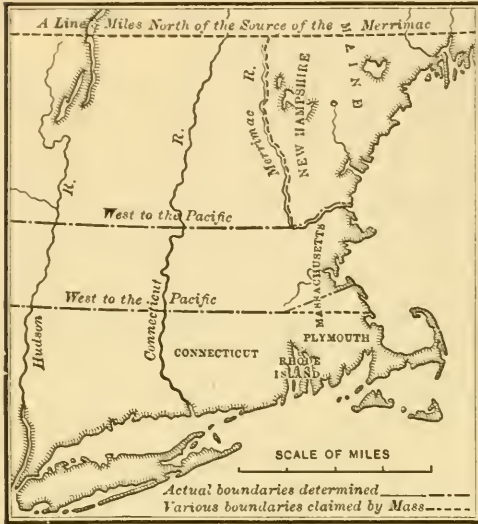 A Line Miles North of the Source of the Merrimac
MAINE
R.
NEW HAMPSHIRE
Merrimac
R.
R.
West to the Pacific
MASSACHUSETTS
West to the Pacific
Hudson
Connecticut
CONNECTICUT
PLYMOUTH
RHODE
ISLAND
SCALE OF MILES
Actual boundaries determined
Various boundaries claimed by Mass